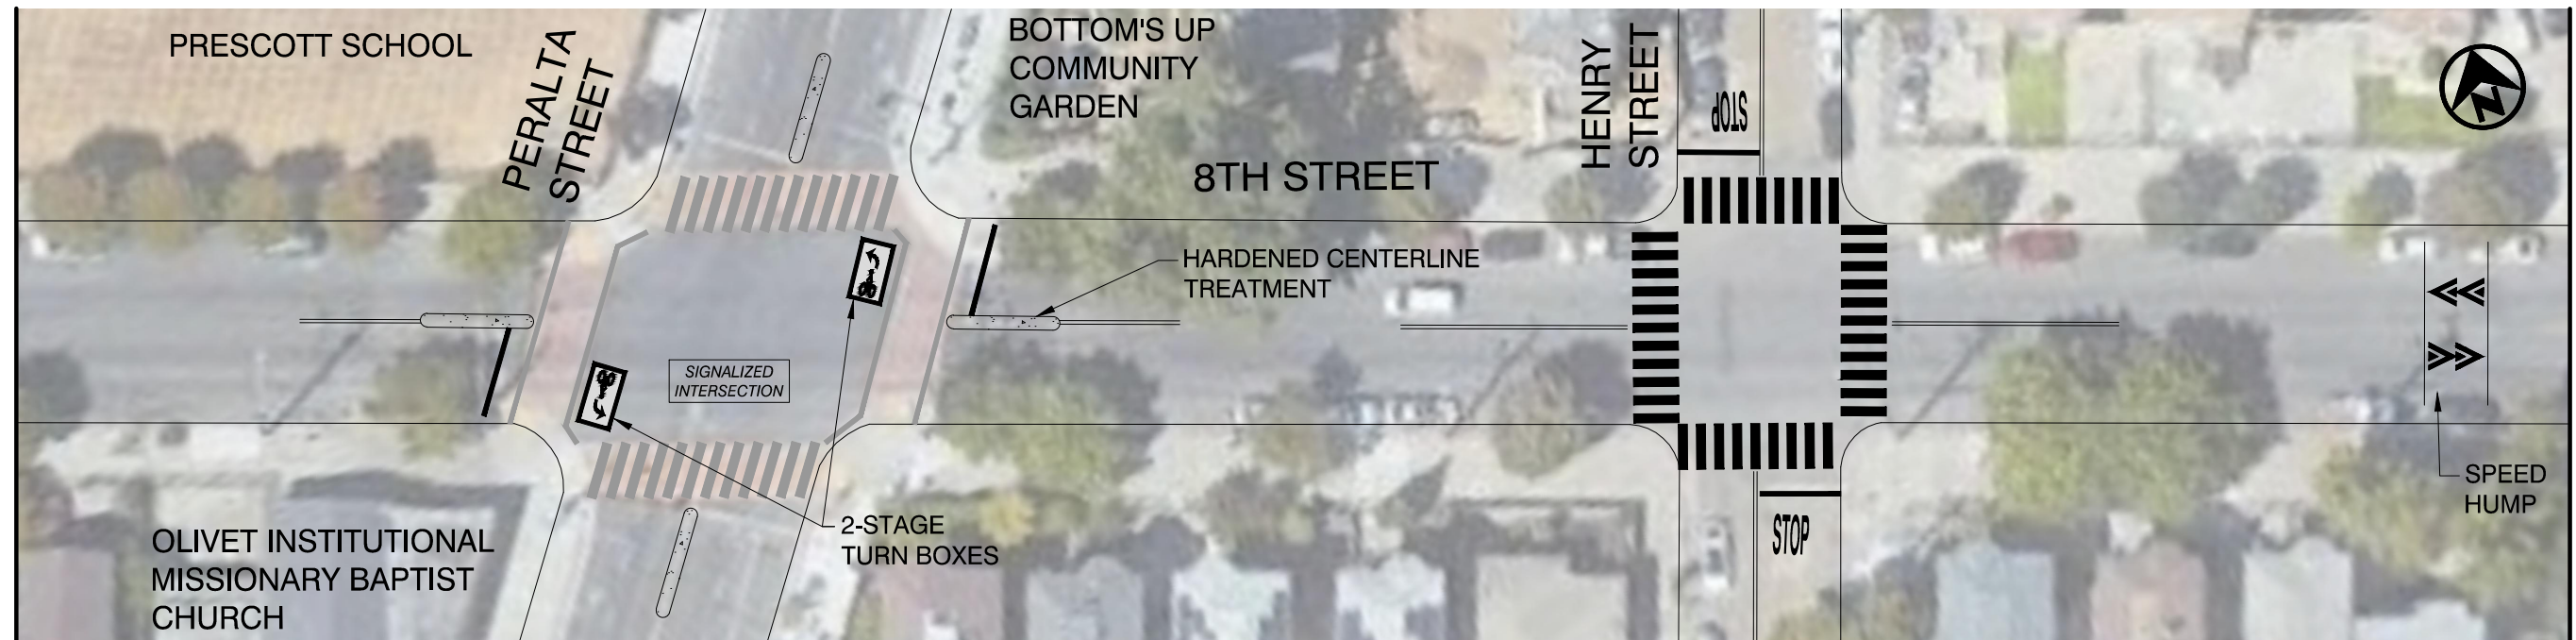 PRESCOTT SCHOOL
PERALTA
STREET
BOTTOM'S UP
COMMUNITY
GARDEN
8TH STREET
HENRY
STREET
STOP
N
HARDENED CENTERLINE
TREATMENT
SIGNALIZED
INTERSECTION
2-STAGE
TURN BOXES
OLIVET INSTITUTIONAL
MISSIONARY BAPTIST
CHURCH
STOP
SPEED
HUMP